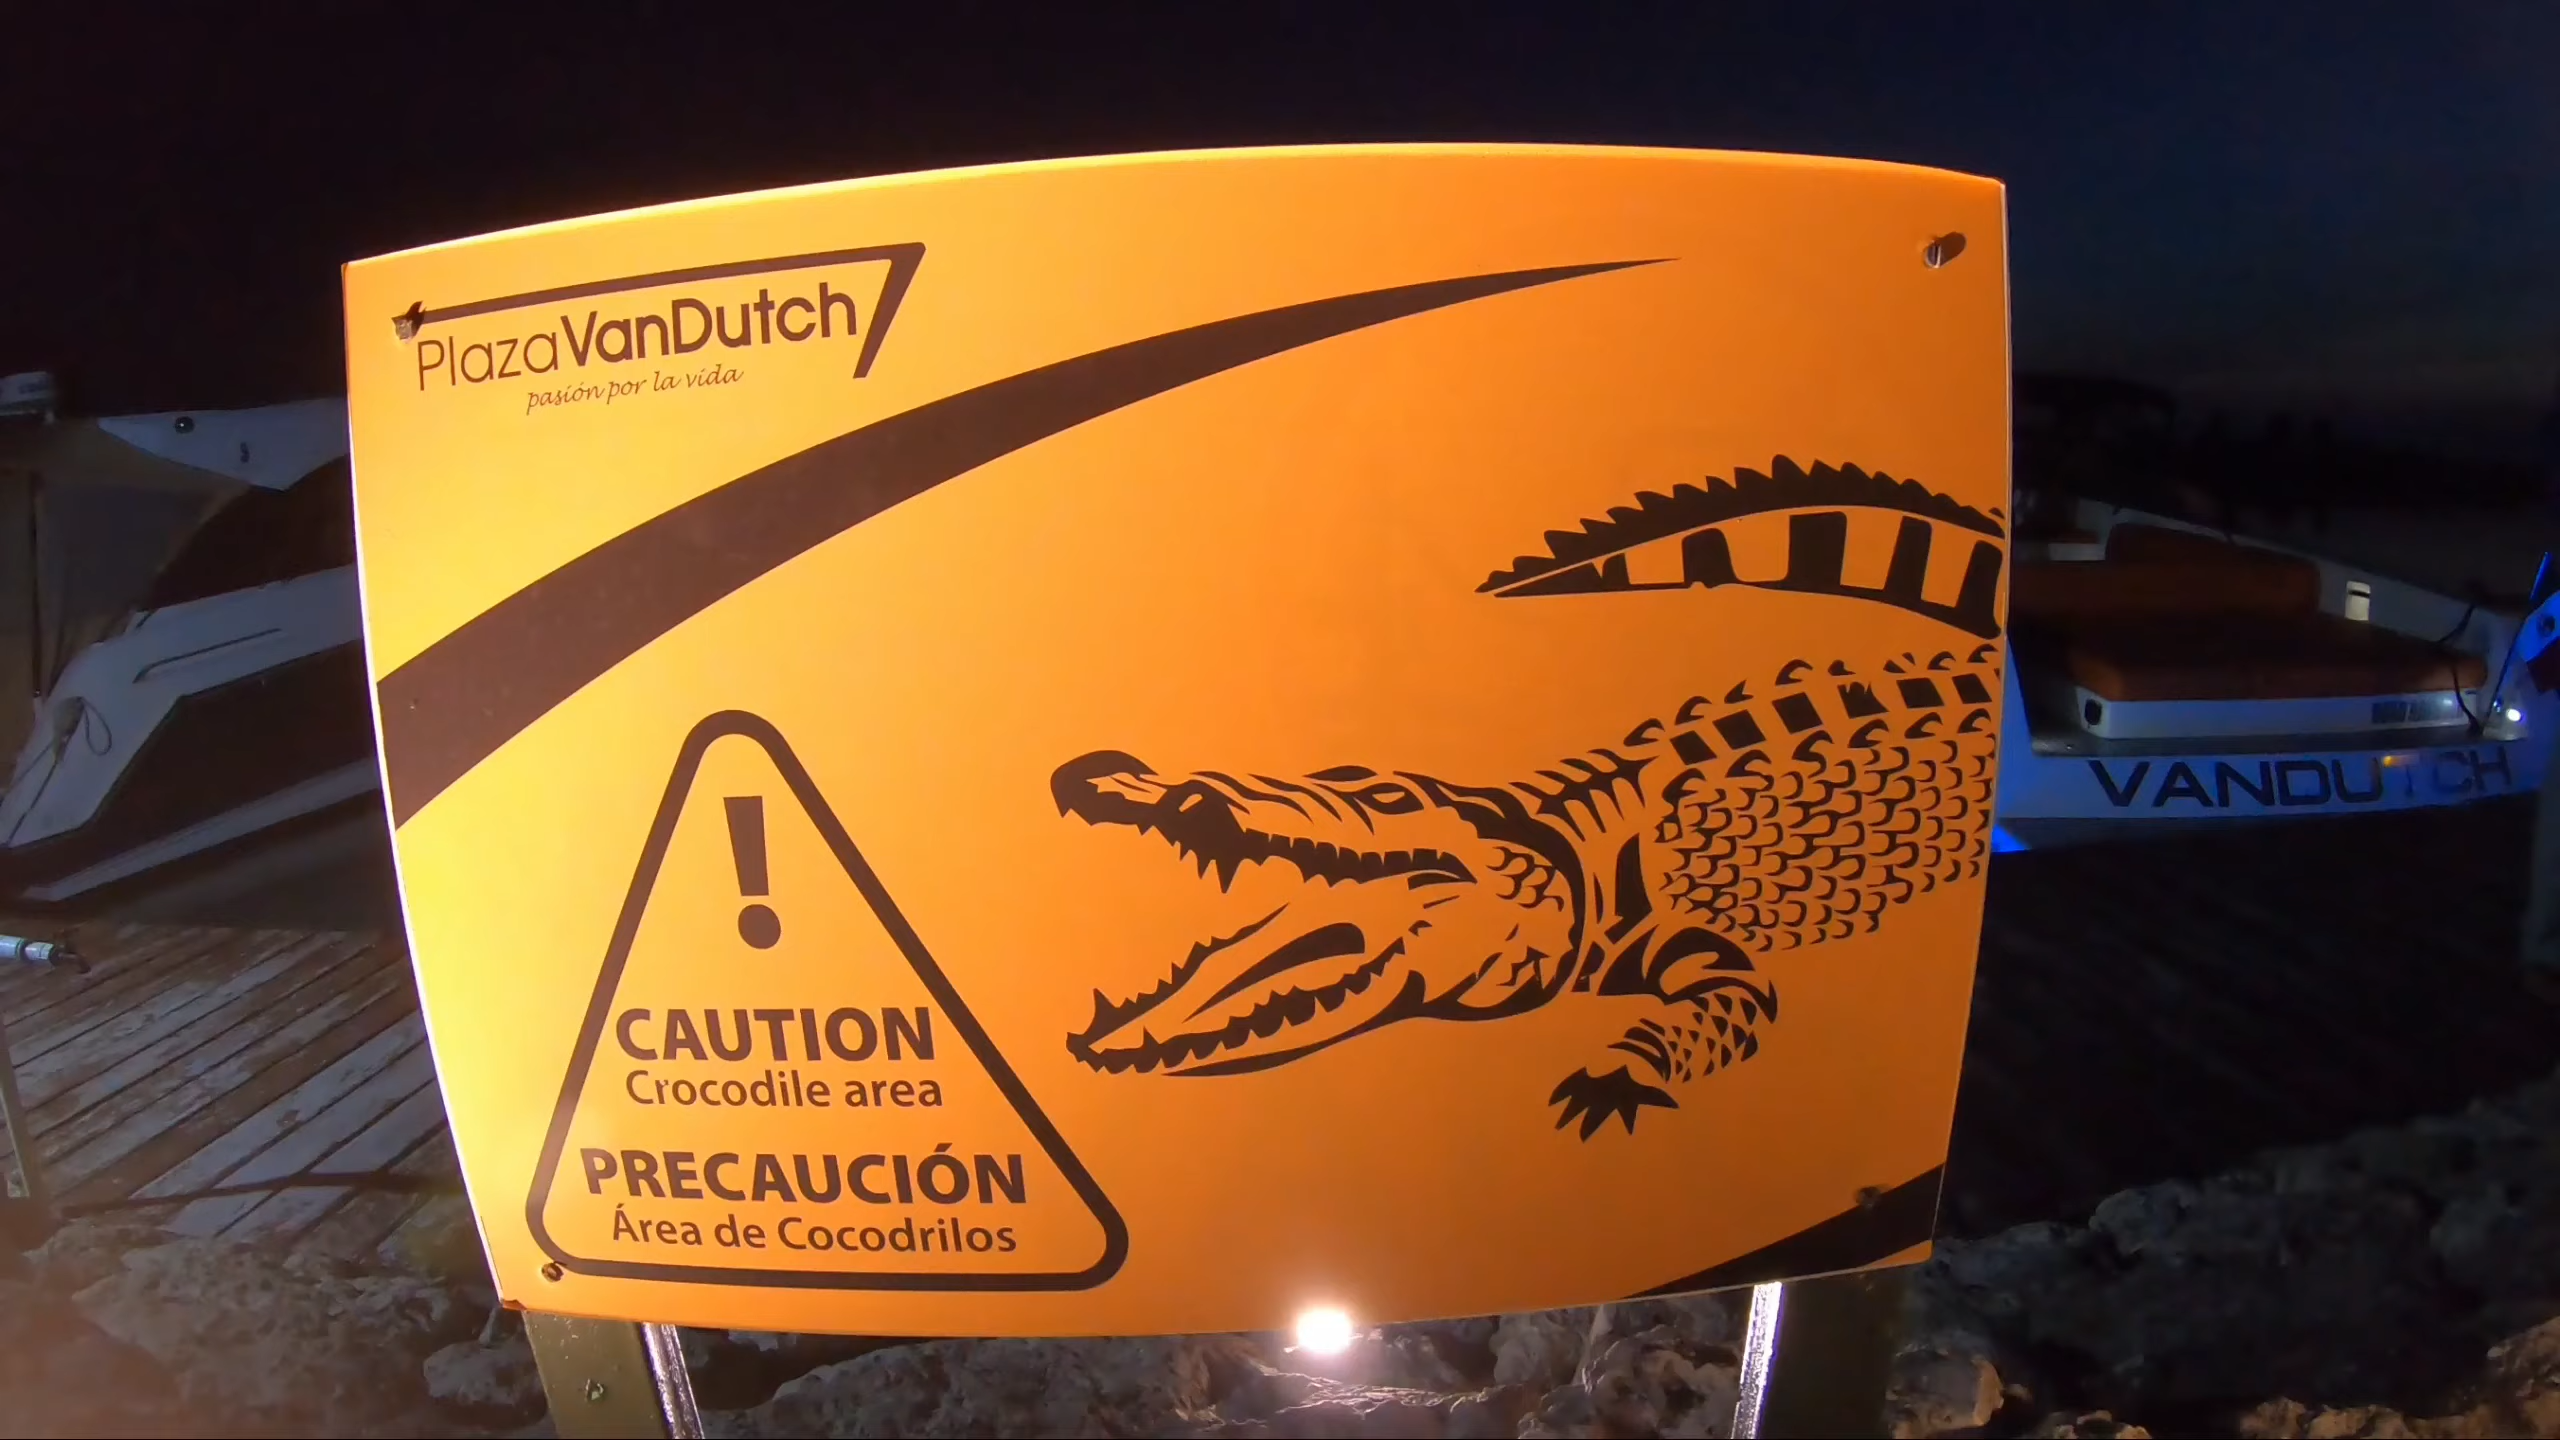 PlazaVanDutch
pasión por la vida
!
CAUTION
Crocodile area
PRECAUCIÓN
Área de Cocodrilos
VANDUTCH